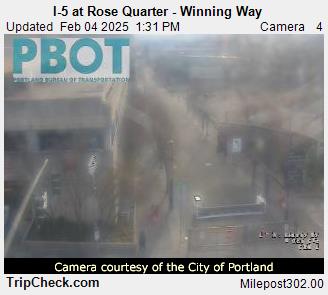 I-5 at Rose Quarter - Winning Way
Updated Feb 04 2025 1:31 PM Camera 4
PBOT
PORTLAND BUREAU OF TRANSPORTATION
Camera courtesy of the City of Portland
TripCheck.com Milepost302.00